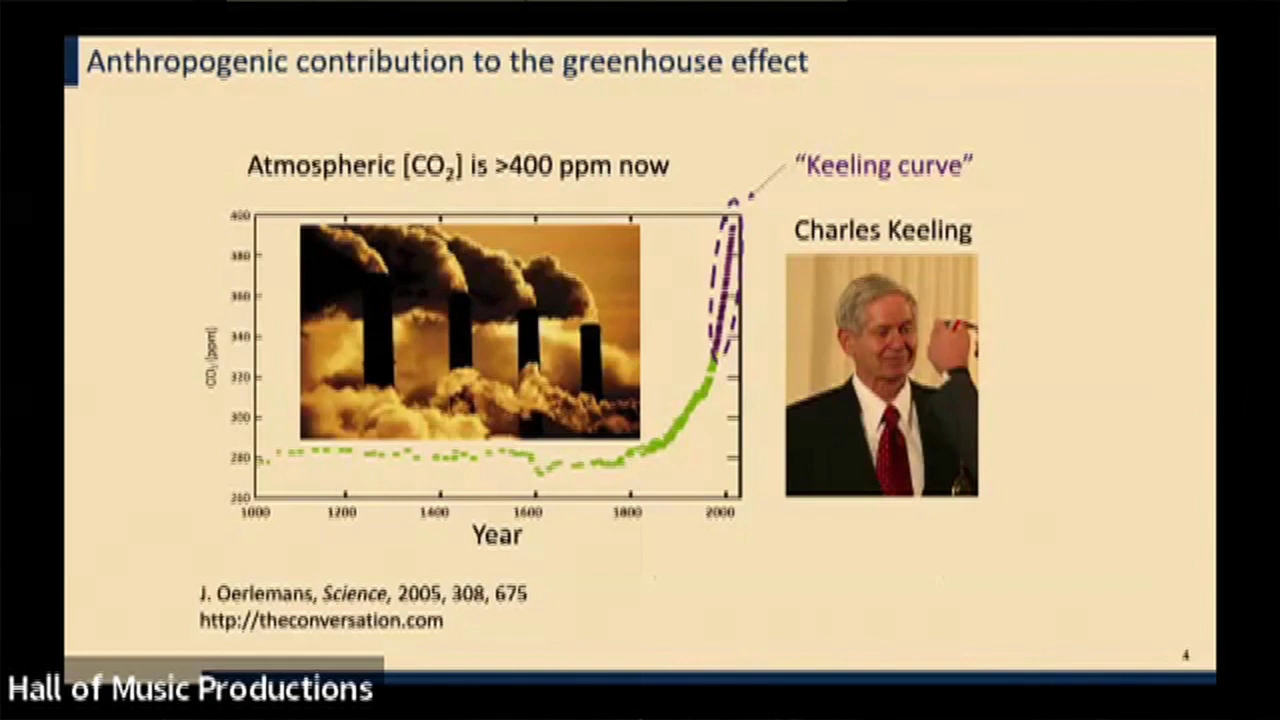 Anthropogenic contribution to the greenhouse effect
Atmospheric [CO₂] is >400 ppm now
"Keeling curve"
Charles Keeling
400
380
360
340
320
300
280
260
CO₂ (ppm)
1000 1200 1400 1600 1800 2000
Year
J. Oerlemans, Science, 2005, 308, 675
http://theconversation.com
4
Hall of Music Productions